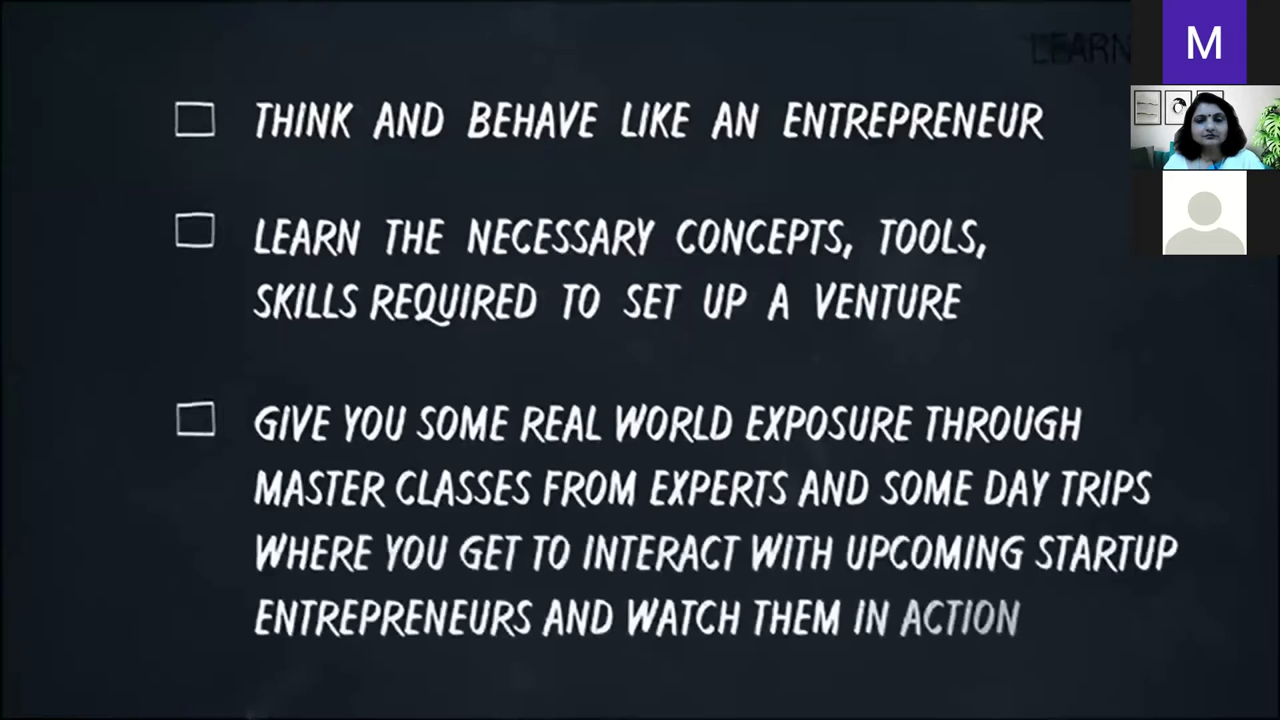 LEARN
M
THINK AND BEHAVE LIKE AN ENTREPRENEUR
LEARN THE NECESSARY CONCEPTS, TOOLS,
SKILLS REQUIRED TO SET UP A VENTURE
GIVE YOU SOME REAL WORLD EXPOSURE THROUGH
MASTER CLASSES FROM EXPERTS AND SOME DAY TRIPS
WHERE YOU GET TO INTERACT WITH UPCOMING STARTUP
ENTREPRENEURS AND WATCH THEM IN ACTION